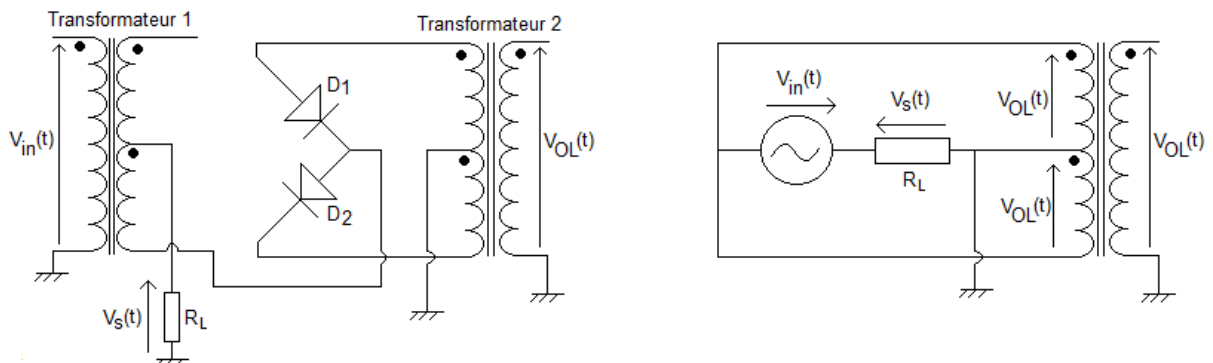 Transformateur 1
Transformateur 2
D1
D2
Vin(t)
VOL(t)
Vs(t)
RL
Vin(t)
Vs(t)
RL
VOL(t)
VOL(t)
VOL(t)